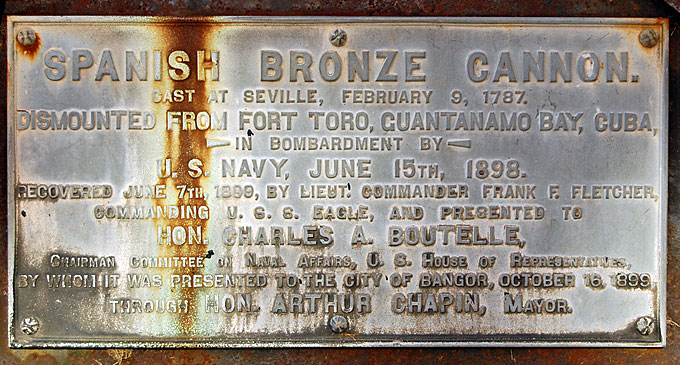 SPANISH BRONZE CANNON.
CAST AT SEVILLE, FEBRUARY 9, 1787.
DISMOUNTED FROM FORT TORO, GUANTANAMO BAY, CUBA,
IN BOMBARDMENT BY
U. S. NAVY, JUNE 15TH, 1898.
RECOVERED JUNE 7TH, 1899, BY LIEUT. COMMANDER FRANK F. FLETCHER,
COMMANDING U. S. S. EAGLE, AND PRESENTED TO
HON. CHARLES A. BOUTELLE,
CHAIRMAN COMMITTEE ON NAVAL AFFAIRS, U. S. HOUSE OF REPRESENTATIVES,
BY WHOM IT WAS PRESENTED TO THE CITY OF BANGOR, OCTOBER 16, 1899,
THROUGH HON. ARTHUR CHAPIN, MAYOR.